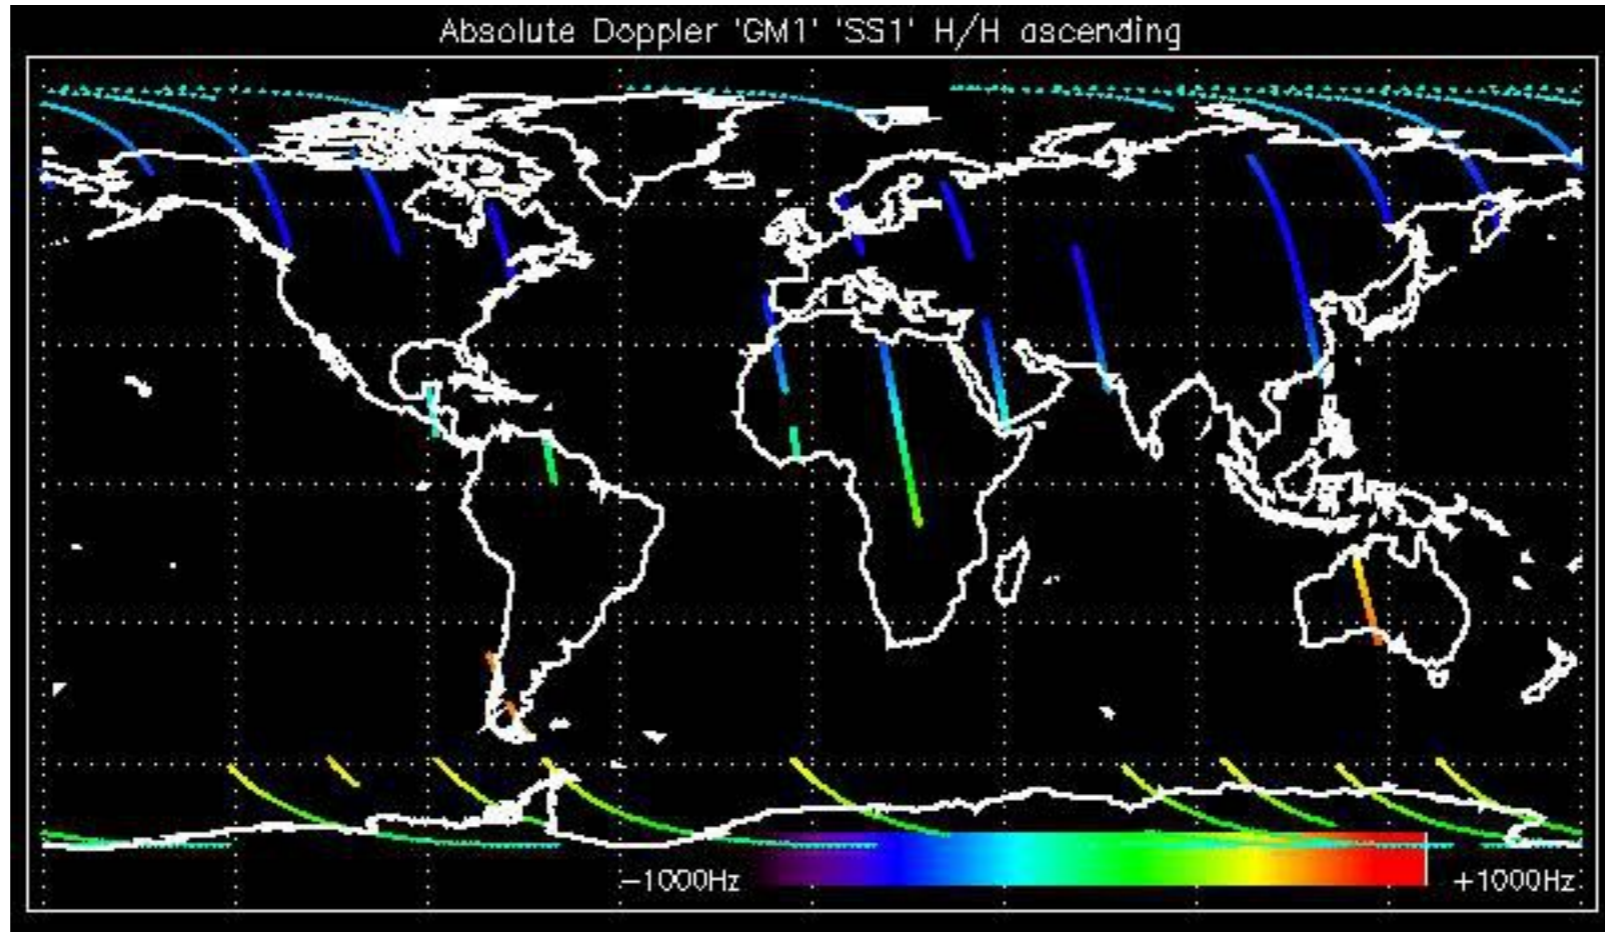 Absolute Doppler 'GM1' 'SS1' H/H ascending
−1000Hz
+1000Hz